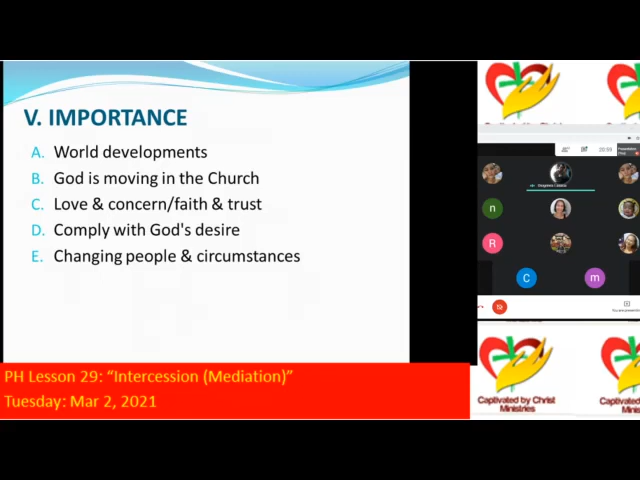 V. IMPORTANCE
A. World developments
B. God is moving in the Church
C. Love & concern/faith & trust
D. Comply with God's desire
E. Changing people & circumstances
PH Lesson 29: “Intercession (Mediation)”
Tuesday: Mar 2, 2021
n
R
C
m
Captivated by Christ
Ministries